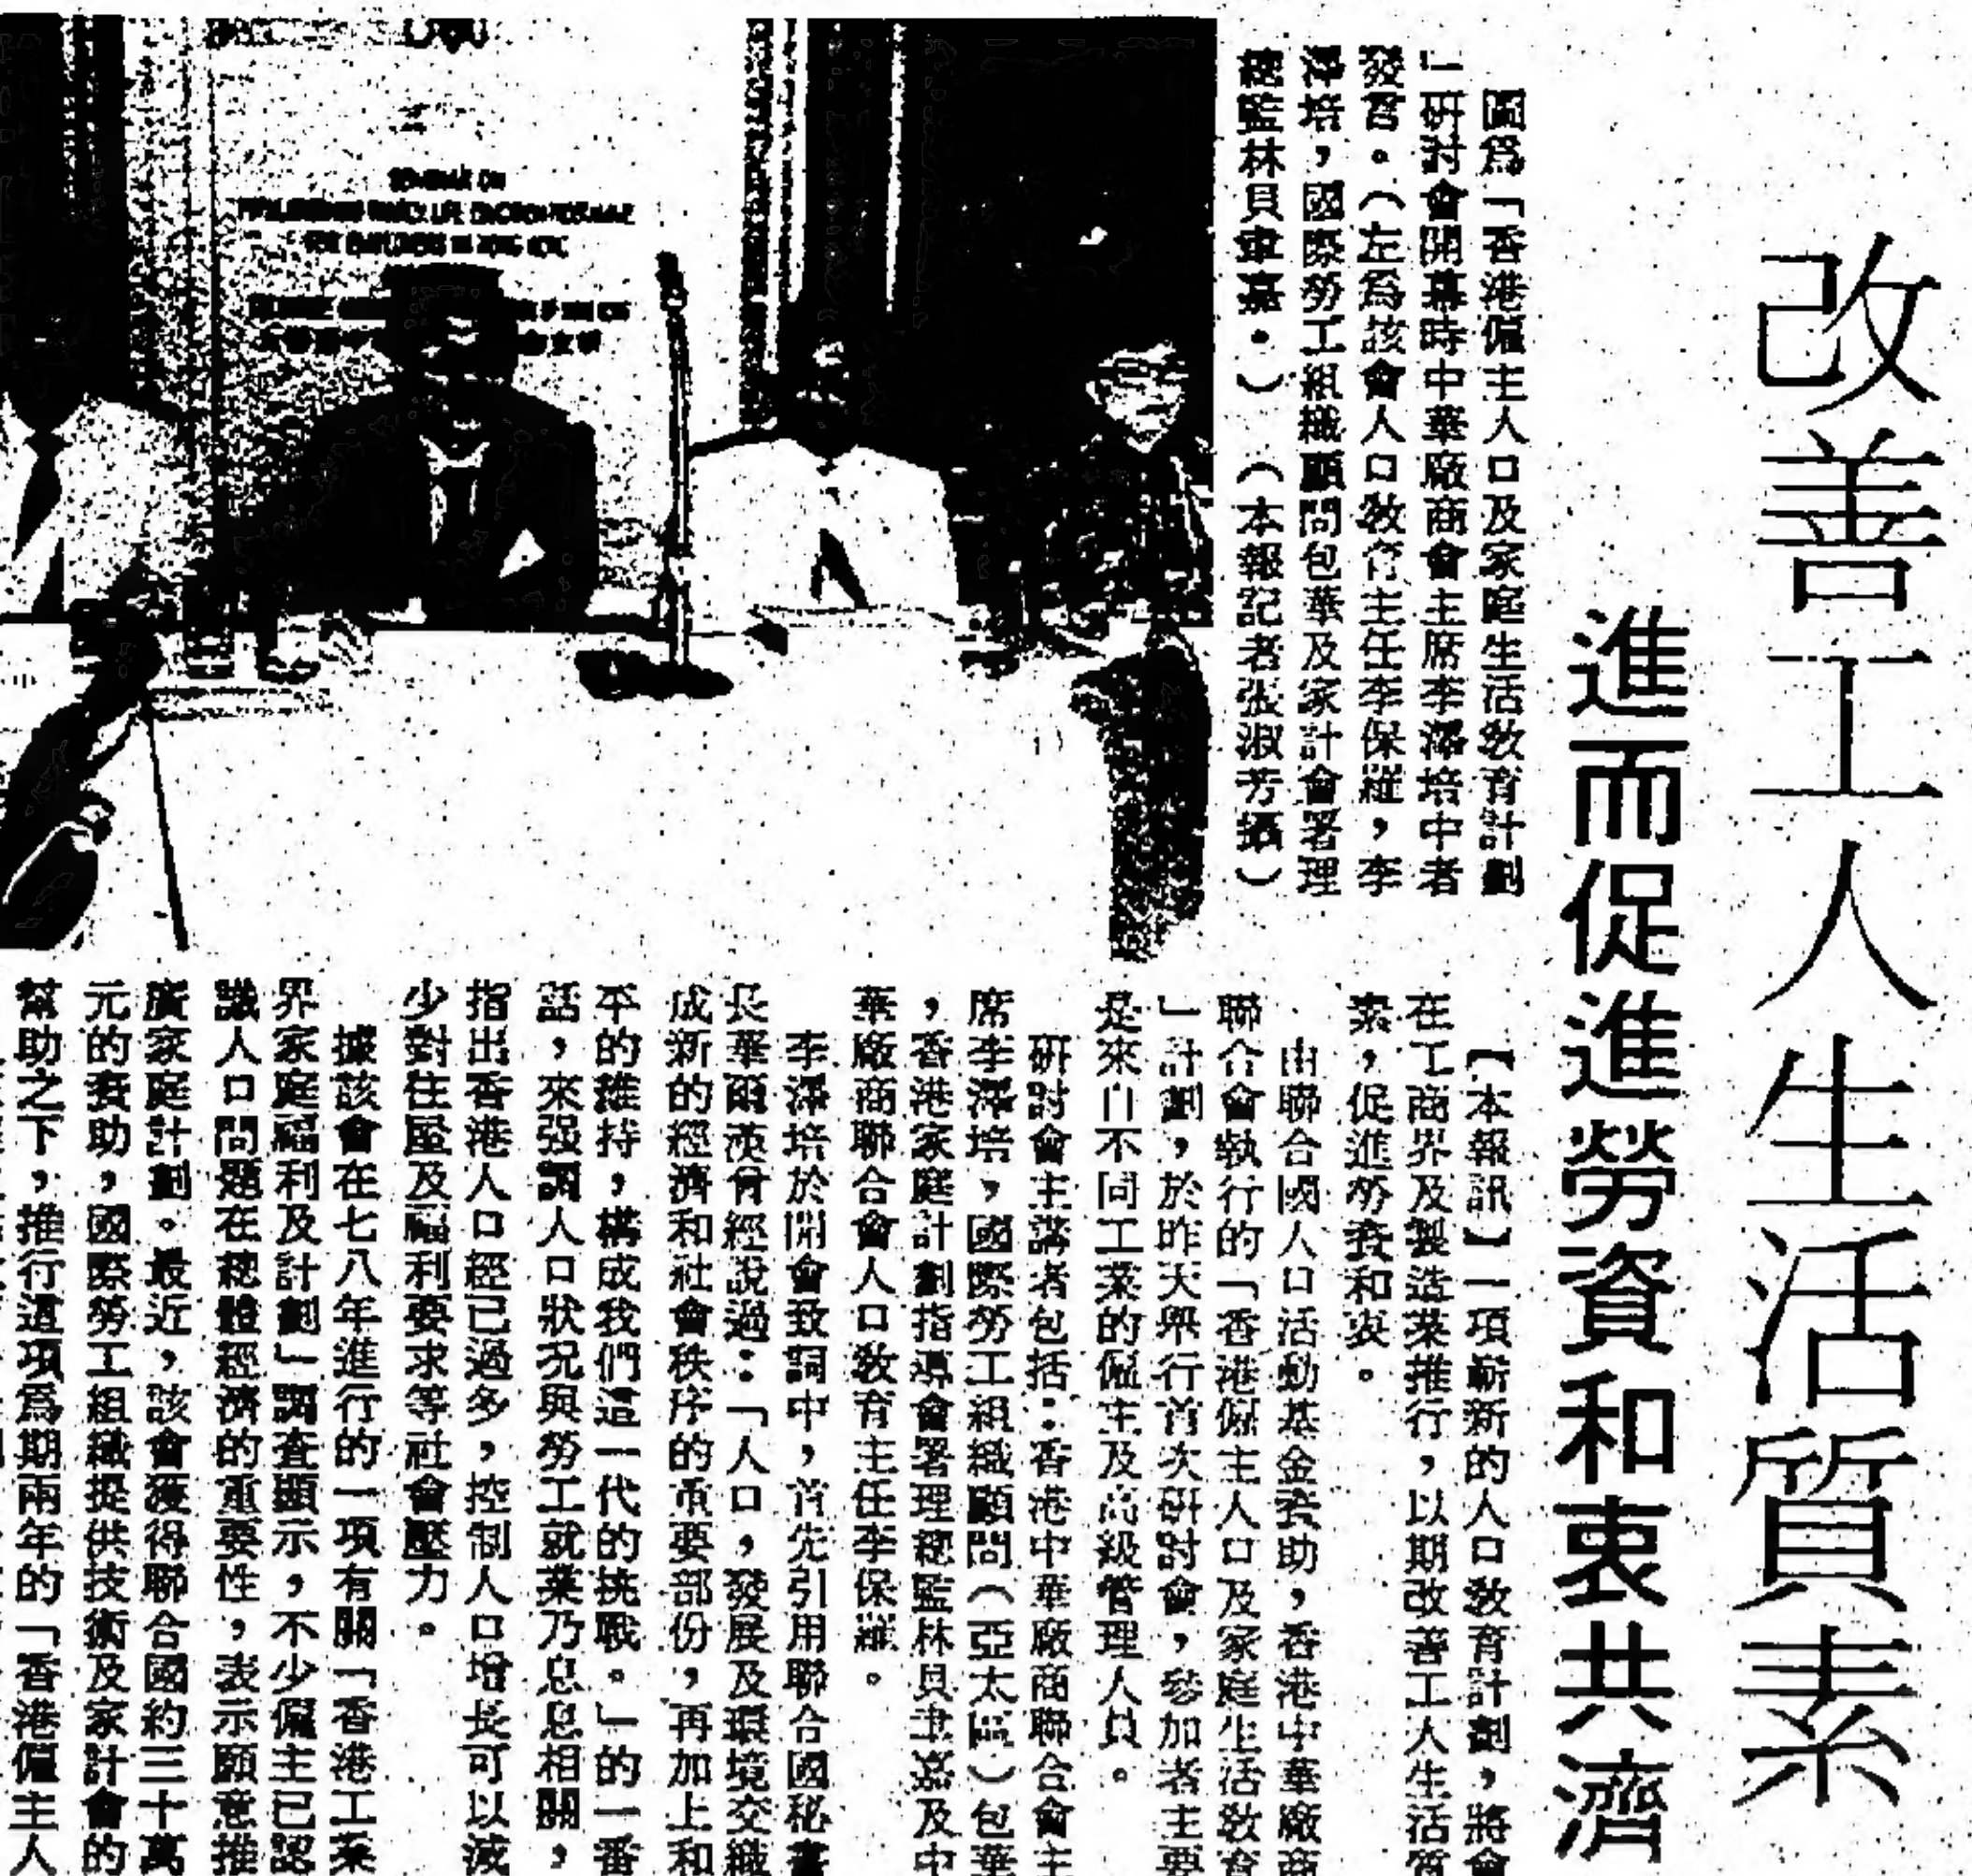 改善工人生活質素
進而促進勞資和衷共濟
圖爲「香港僱主人口及家庭生活敎育計劃
」研討會開幕時中華廠商會主席李澤培中者
發言。(左爲該會人口敎育主任李保羅,李
澤培,國際勞工組織顧問包華及家計會署理
總監林貝聿嘉。)(本報記者張淑芳攝)
【本報訊】一項嶄新的人口敎育計劃,將會
在工商界及製造業推行,以期改善工人生活質
素,促進勞資和衷。
由聯合國人口活動基金資助,香港中華廠商
聯合會執行的「香港僱主人口及家庭生活敎育
」計劃,於昨天舉行首次研討會,參加者主要
是來自不同工業的僱主及高級管理人員。
研討會主講者包括:香港中華廠商聯合會主
席李澤培,國際勞工組織顧問(亞太區)包華
,香港家庭計劃指導會署理總監林貝聿嘉及中
華廠商聯合會人口敎育主任李保羅。
李澤培於開會致詞中,首先引用聯合國秘書
長華爾漢曾經說過:「人口,發展及環境交織
成新的經濟和社會秩序的重要部份,再加上和
平的維持,構成我們這一代的挑戰。」的一番
話,來强調人口狀況與勞工就業乃息息相關,
指出香港人口經已過多,控制人口增長可以減
少對住屋及福利要求等社會壓力。
據該會在七八年進行的一項有關「香港工業
界家庭福利及計劃」調查顯示,不少僱主已認
識人口問題在總體經濟的重要性,表示願意推
廣家庭計劃。最近,該會獲得聯合國約三十萬
元的資助,國際勞工組織提供技術及家計會的
幫助之下,推行這項爲期兩年的「香港僱主人
SEMINAR ON